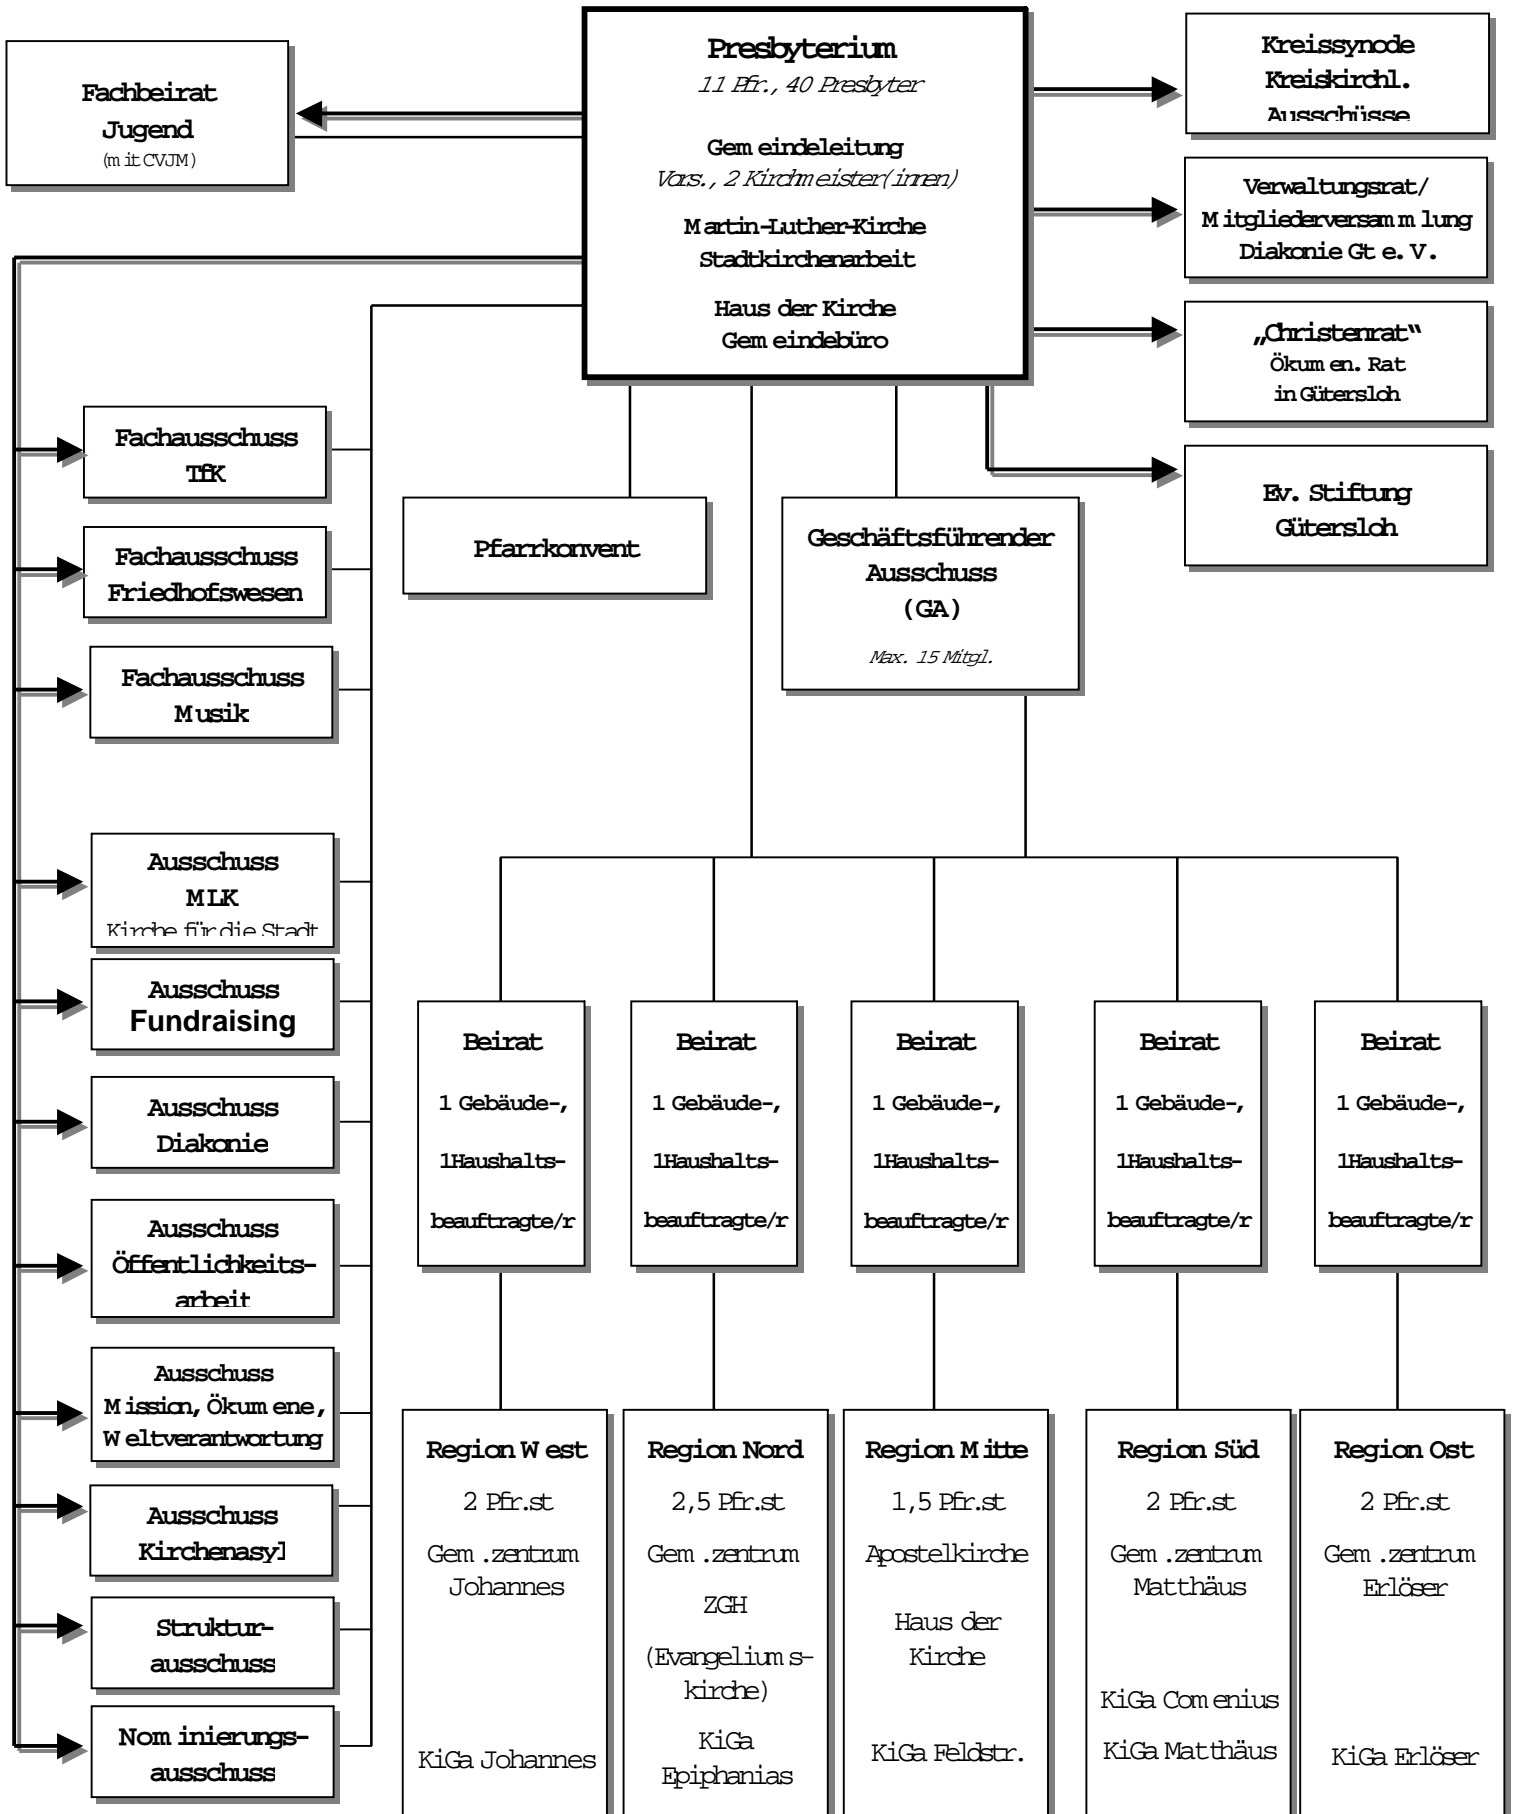 Presbyterium
11 Pfr., 40 Presbyter
Gemeindeleitung
Vors., 2 Kirchmeister(innen)
Martin-Luther-Kirche
Stadtkirchenarbeit
Haus der Kirche
Gemeindebüro
Fachbeirat
Jugend
(mit CVJM)
Kreissynode
Kreiskirchl.
Ausschüsse
Verwaltungsrat/
Mitgliederversammlung
Diakonie Gt e.V.
„Christenrat“
Ökumen. Rat
in Gütersloh
Ev. Stiftung
Gütersloh
Pfarrkonvent
Geschäftsführender
Ausschuss
(GA)
Max. 15 Mitgl.
Fachausschuss
TfK
Fachausschuss
Friedhofswesen
Fachausschuss
Musik
Ausschuss
MLK
Kirche für die Stadt
Ausschuss
Fundraising
Ausschuss
Diakonie
Ausschuss
Öffentlichkeits-
arbeit
Ausschuss
Mission, Ökumene,
Weltverantwortung
Ausschuss
Kirchenasyl
Struktur-
ausschuss
Nominierungs-
ausschuss
Beirat
1 Gebäude-,
1Haushalts-
beauftragte/r
Beirat
1 Gebäude-,
1Haushalts-
beauftragte/r
Beirat
1 Gebäude-,
1Haushalts-
beauftragte/r
Beirat
1 Gebäude-,
1Haushalts-
beauftragte/r
Beirat
1 Gebäude-,
1Haushalts-
beauftragte/r
Region West
2 Pfr.st
Gem.zentrum
Johannes
KiGa Johannes
Region Nord
2,5 Pfr.st
Gem.zentrum
ZGH
(Evangeliums-
kirche)
KiGa
Epiphanias
Region Mitte
1,5 Pfr.st
Apostelkirche
Haus der
Kirche
KiGa Feldstr.
Region Süd
2 Pfr.st
Gem.zentrum
Matthäus
KiGa Comenius
KiGa Matthäus
Region Ost
2 Pfr.st
Gem.zentrum
Erlöser
KiGa Erlöser